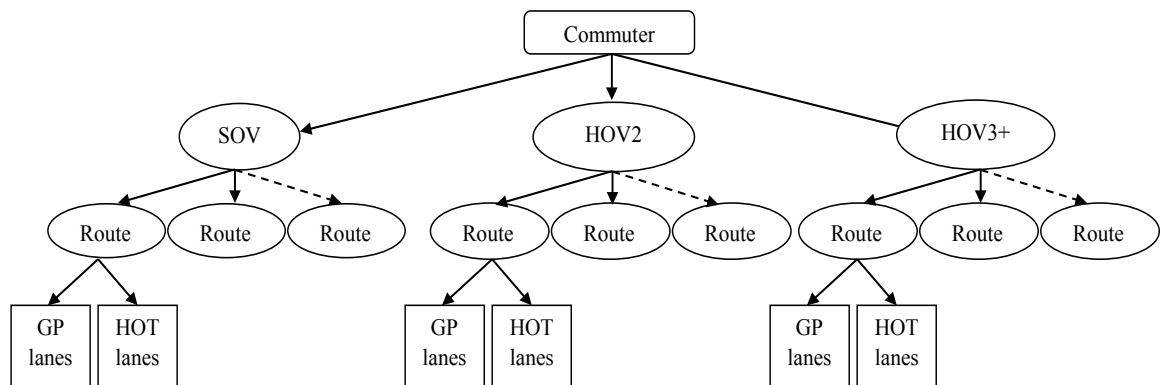 Commuter
SOV
HOV2
HOV3+
Route
Route
Route
Route
Route
Route
Route
Route
Route
GP
lanes
HOT
lanes
GP
lanes
HOT
lanes
GP
lanes
HOT
lanes